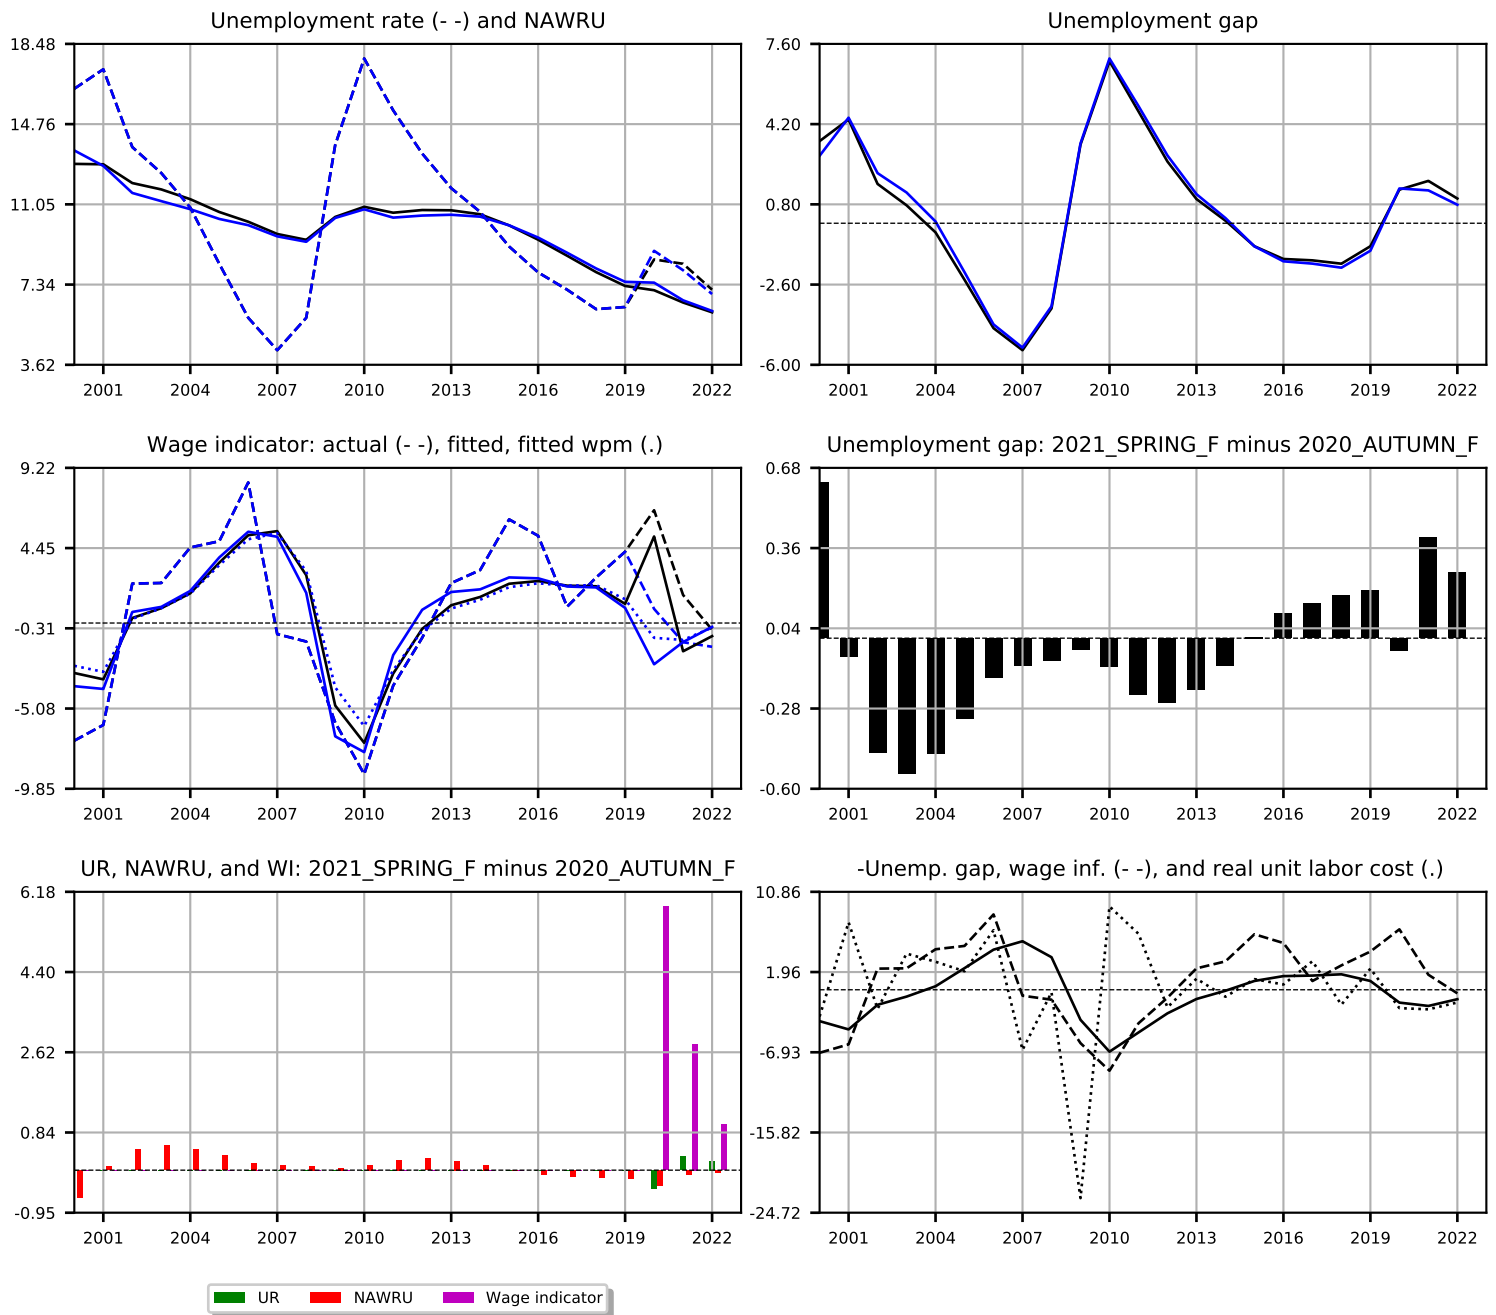 Unemployment rate (- -) and NAWRU
18.48
14.76
11.05
7.34
3.62
2001 2004 2007 2010 2013 2016 2019 2022
Unemployment gap
7.60
4.20
0.80
-2.60
-6.00
2001 2004 2007 2010 2013 2016 2019 2022
Wage indicator: actual (- -), fitted, fitted wpm (.)
9.22
4.45
-0.31
-5.08
-9.85
2001 2004 2007 2010 2013 2016 2019 2022
Unemployment gap: 2021_SPRING_F minus 2020_AUTUMN_F
0.68
0.36
0.04
-0.28
-0.60
2001 2004 2007 2010 2013 2016 2019 2022
UR, NAWRU, and WI: 2021_SPRING_F minus 2020_AUTUMN_F
6.18
4.40
2.62
0.84
-0.95
2001 2004 2007 2010 2013 2016 2019 2022
-Unemp. gap, wage inf. (- -), and real unit labor cost (.)
10.86
1.96
-6.93
-15.82
-24.72
2001 2004 2007 2010 2013 2016 2019 2022
UR NAWRU Wage indicator